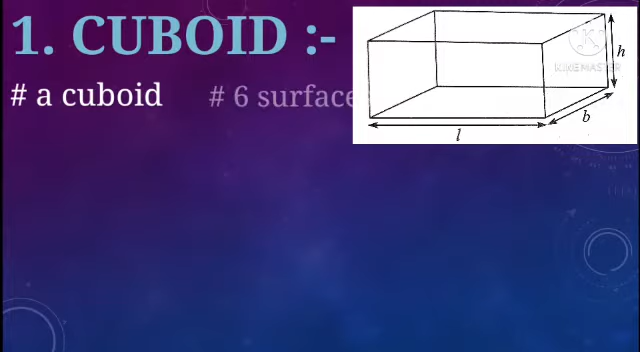 1. CUBOID :-
# a cuboid # 6 surface
h
KINEMASTER
b
l